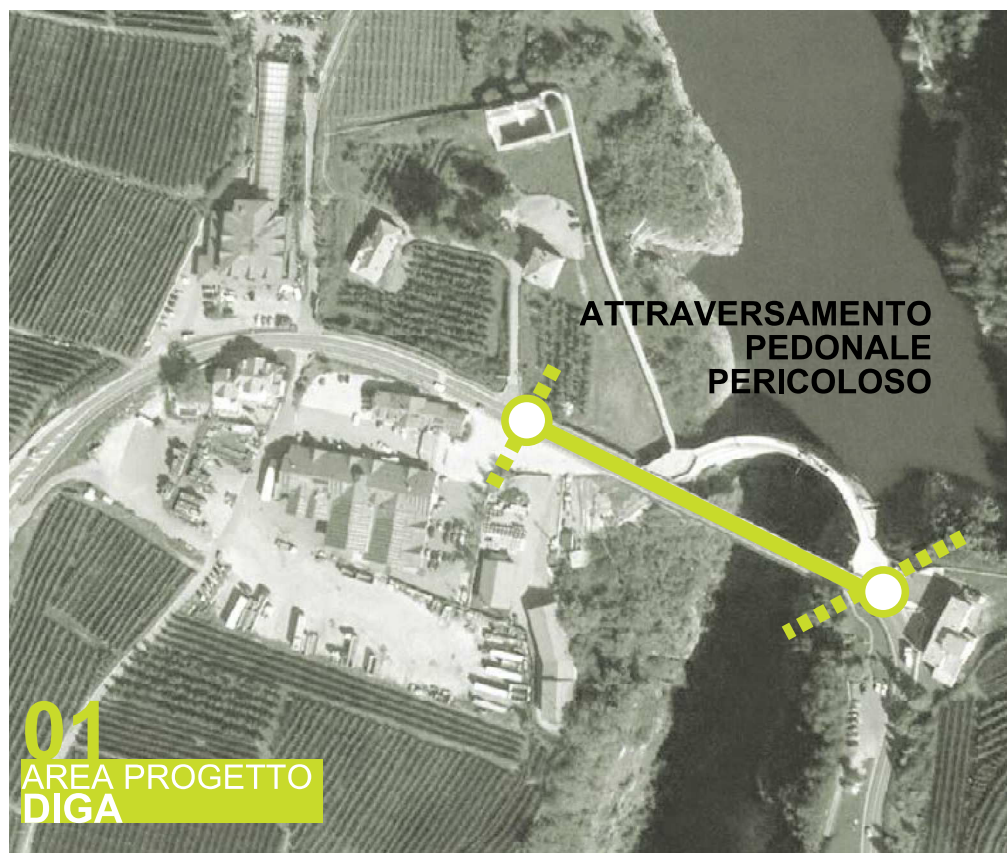 ATTRAVERSAMENTO
PEDONALE
PERICOLOSO
01
AREA PROGETTO
DIGA